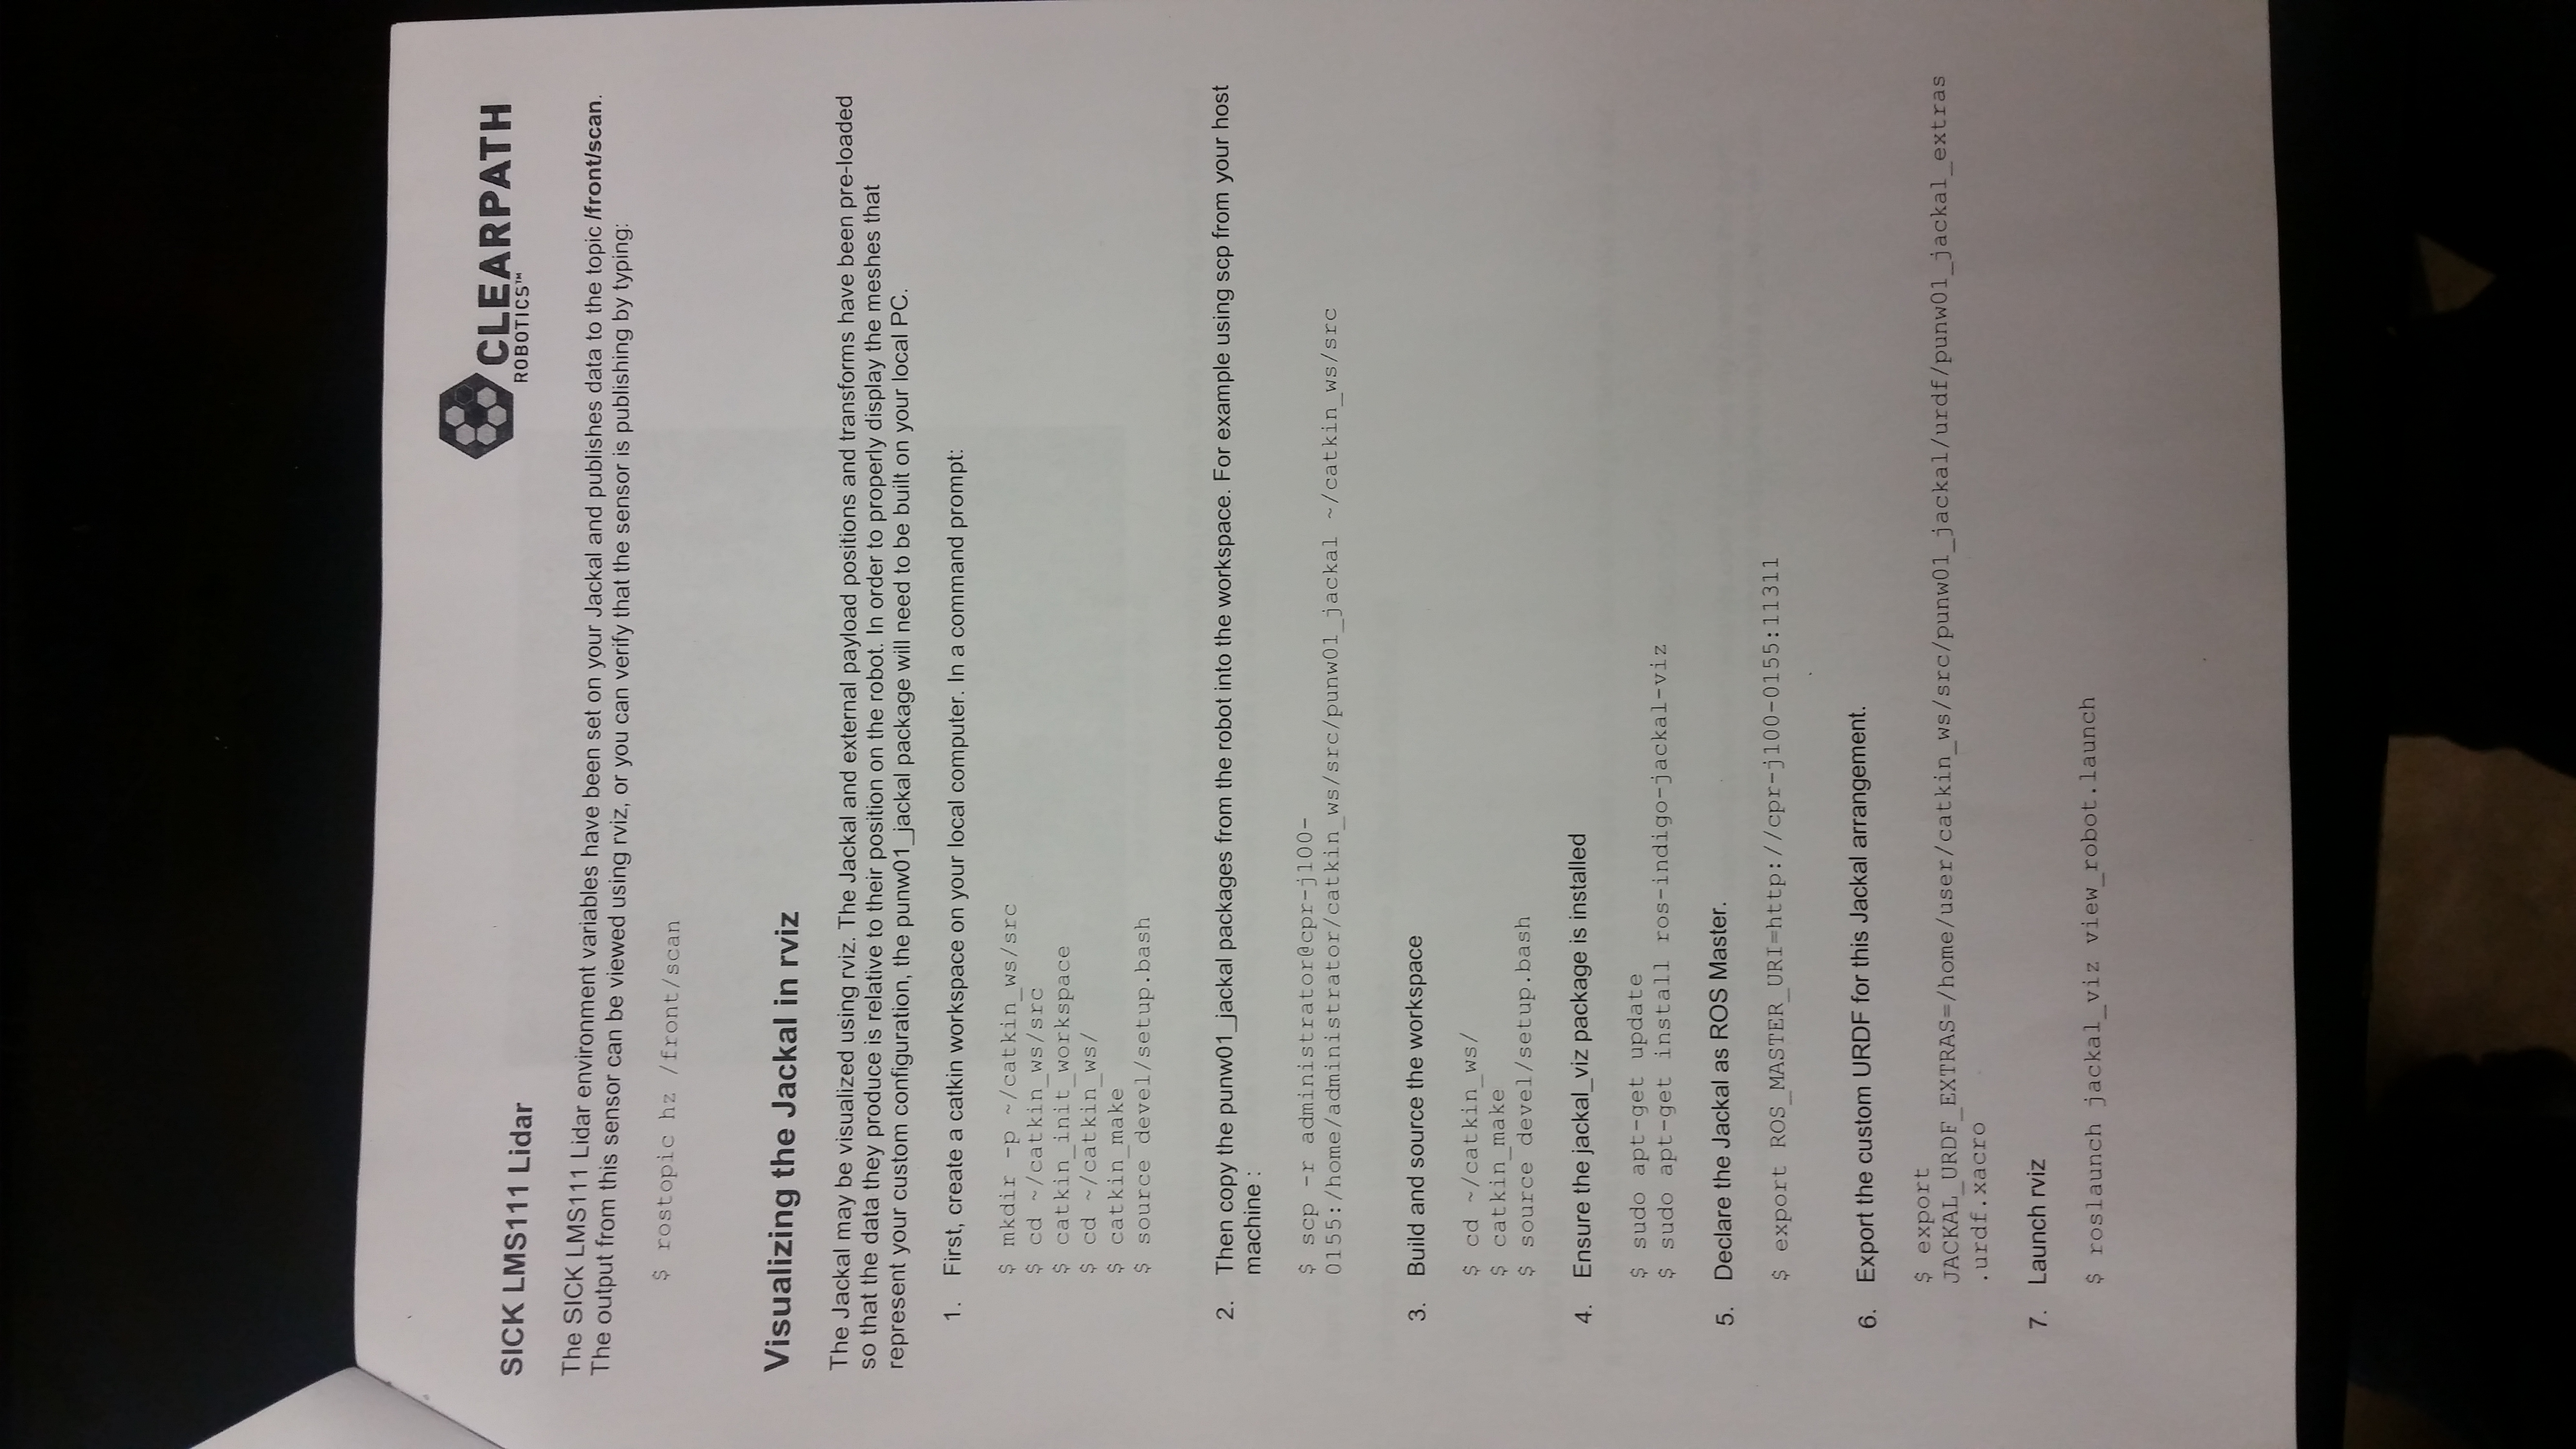 CLEARPATH
ROBOTICS™
SICK LMS111 Lidar
The SICK LMS111 Lidar environment variables have been set on your Jackal and publishes data to the topic /front/scan.
The output from this sensor can be viewed using rviz, or you can verify that the sensor is publishing by typing:
$ rostopic hz /front/scan
Visualizing the Jackal in rviz
The Jackal may be visualized using rviz. The Jackal and external payload positions and transforms have been pre-loaded
so that the data they produce is relative to their position on the robot. In order to properly display the meshes that
represent your custom configuration, the punw01_jackal package will need to be built on your local PC.
1. First, create a catkin workspace on your local computer. In a command prompt:
$ mkdir -p ~/catkin_ws/src
$ cd ~/catkin_ws/src
$ catkin_init_workspace
$ cd ~/catkin_ws/
$ catkin_make
$ source devel/setup.bash
2. Then copy the punw01_jackal packages from the robot into the workspace. For example using scp from your host
machine :
$ scp -r administrator@cpr-j100-
0155:/home/administrator/catkin_ws/src/punw01_jackal ~/catkin_ws/src
3. Build and source the workspace
$ cd ~/catkin_ws/
$ catkin_make
$ source devel/setup.bash
4. Ensure the jackal_viz package is installed
$ sudo apt-get update
$ sudo apt-get install ros-indigo-jackal-viz
5. Declare the Jackal as ROS Master.
$ export ROS_MASTER_URI=http://cpr-j100-0155:11311
6. Export the custom URDF for this Jackal arrangement.
$ export
JACKAL_URDF_EXTRAS=/home/user/catkin_ws/src/punw01_jackal/urdf/punw01_jackal_extras
.urdf.xacro
7. Launch rviz
$ roslaunch jackal_viz view_robot.launch